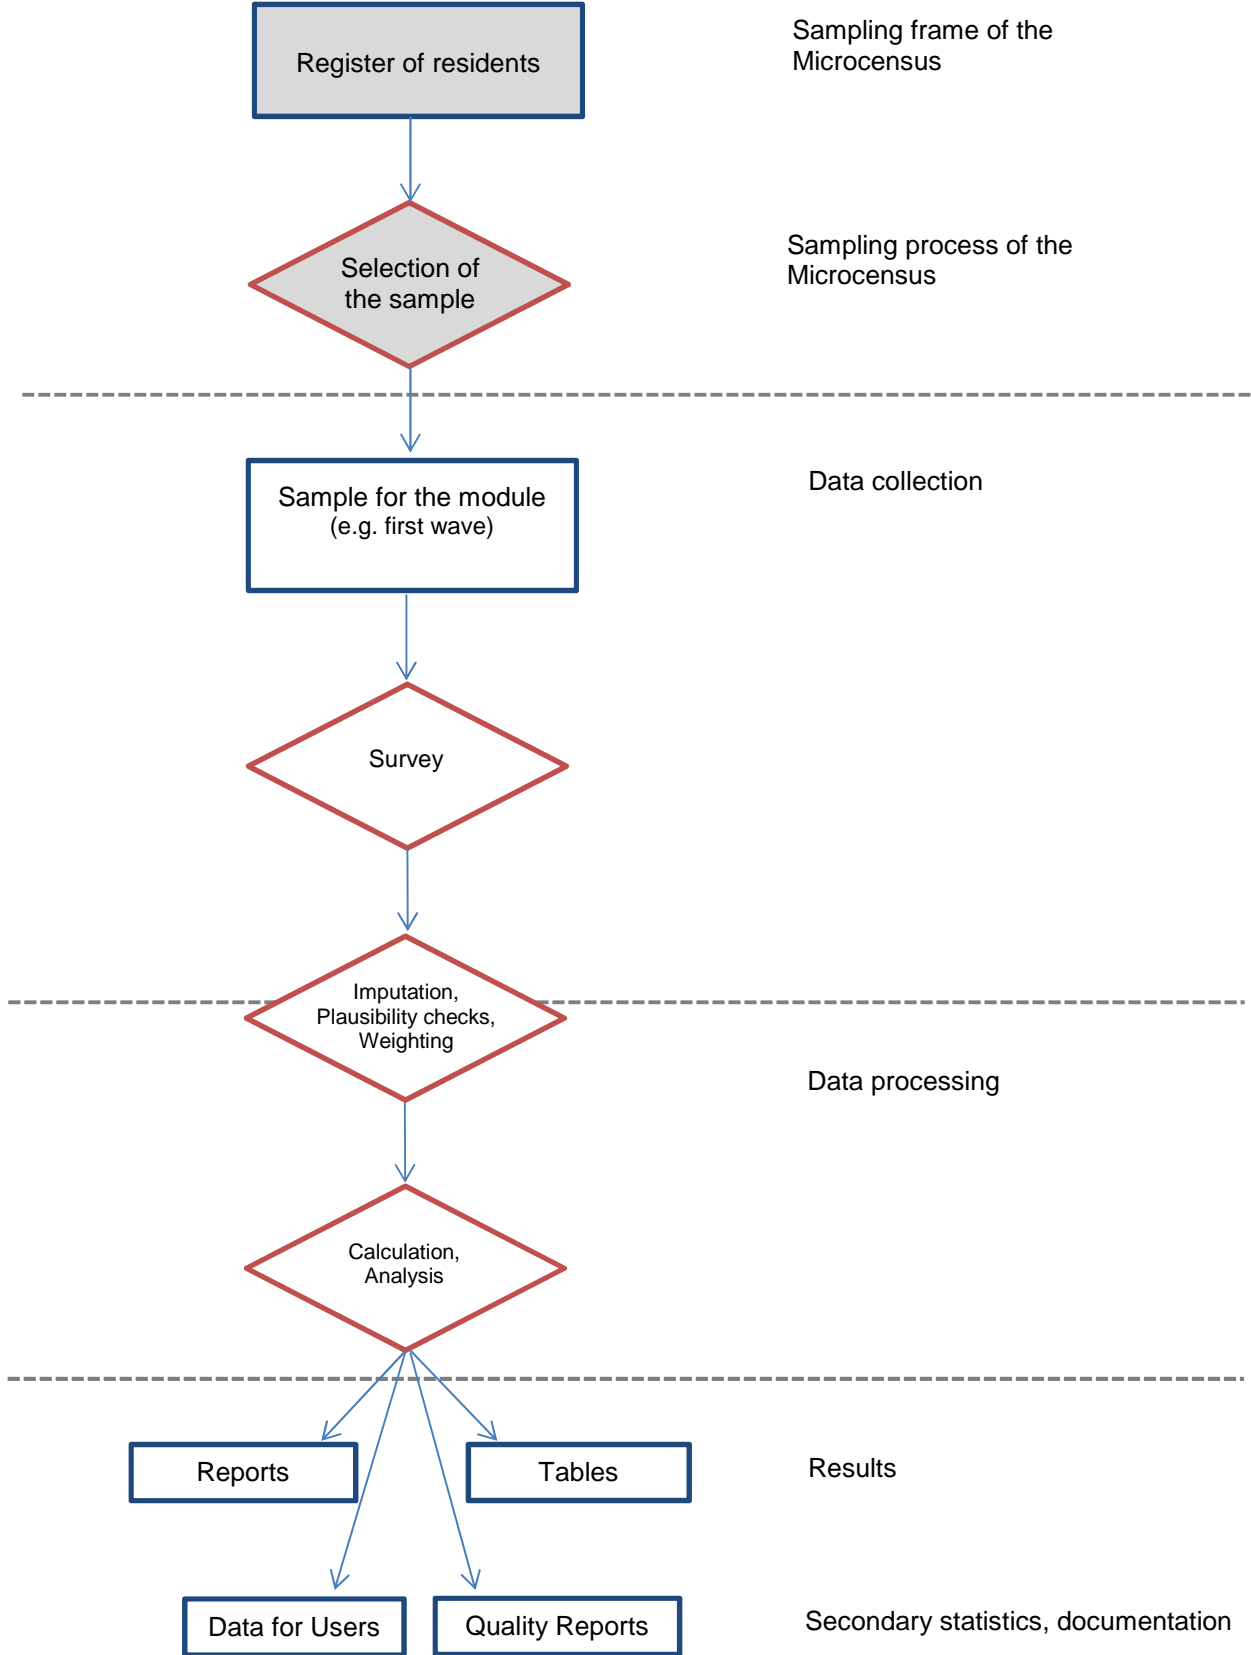 Register of residents
Sampling frame of the
Microcensus
Selection of
the sample
Sampling process of the
Microcensus
Sample for the module
(e.g. first wave)
Data collection
Survey
Imputation,
Plausibility checks,
Weighting
Data processing
Calculation,
Analysis
Reports
Tables
Results
Data for Users
Quality Reports
Secondary statistics, documentation